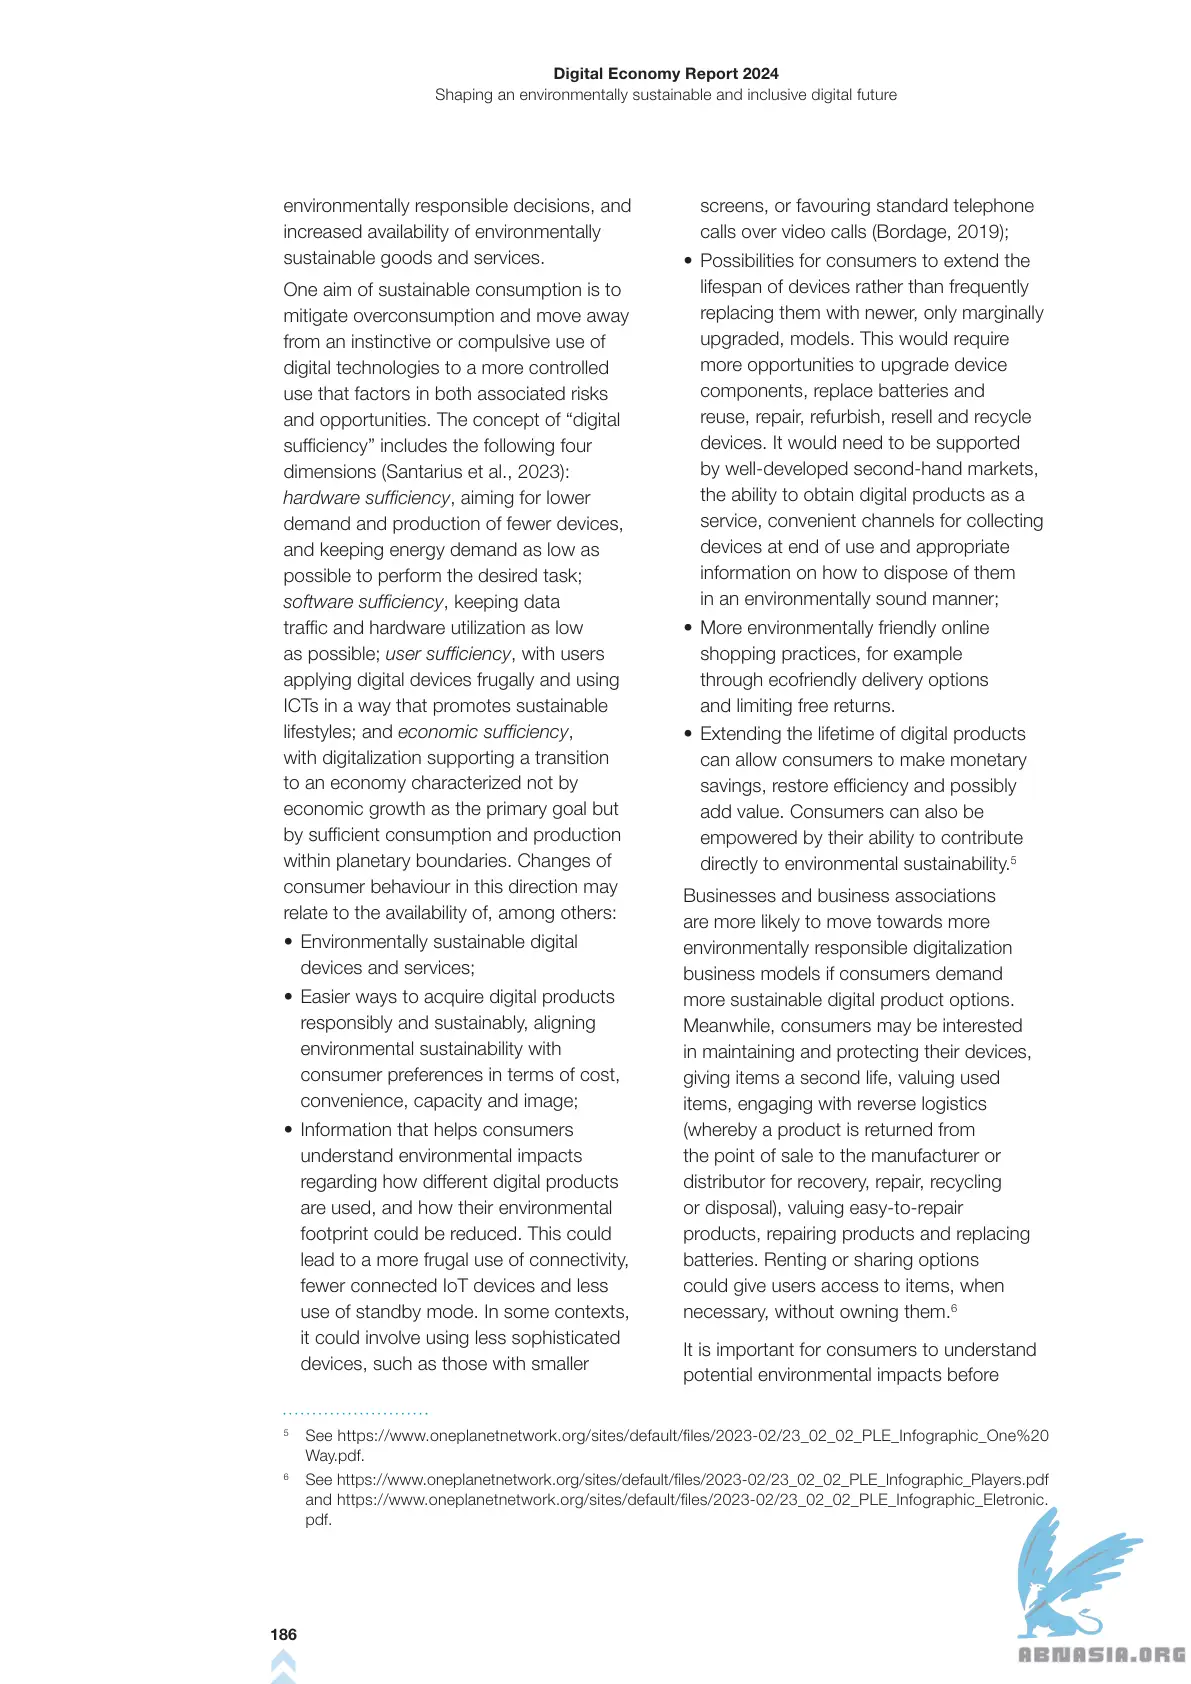 Digital Economy Report 2024
Shaping an environmentally sustainable and inclusive digital future
environmentally responsible decisions, and
increased availability of environmentally
sustainable goods and services.
One aim of sustainable consumption is to
mitigate overconsumption and move away
from an instinctive or compulsive use of
digital technologies to a more controlled
use that factors in both associated risks
and opportunities. The concept of “digital
sufficiency” includes the following four
dimensions (Santarius et al., 2023):
hardware sufficiency, aiming for lower
demand and production of fewer devices,
and keeping energy demand as low as
possible to perform the desired task;
software sufficiency, keeping data
traffic and hardware utilization as low
as possible; user sufficiency, with users
applying digital devices frugally and using
ICTs in a way that promotes sustainable
lifestyles; and economic sufficiency,
with digitalization supporting a transition
to an economy characterized not by
economic growth as the primary goal but
by sufficient consumption and production
within planetary boundaries. Changes of
consumer behaviour in this direction may
relate to the availability of, among others:
• Environmentally sustainable digital
devices and services;
• Easier ways to acquire digital products
responsibly and sustainably, aligning
environmental sustainability with
consumer preferences in terms of cost,
convenience, capacity and image;
• Information that helps consumers
understand environmental impacts
regarding how different digital products
are used, and how their environmental
footprint could be reduced. This could
lead to a more frugal use of connectivity,
fewer connected IoT devices and less
use of standby mode. In some contexts,
it could involve using less sophisticated
devices, such as those with smaller
screens, or favouring standard telephone
calls over video calls (Bordage, 2019);
• Possibilities for consumers to extend the
lifespan of devices rather than frequently
replacing them with newer, only marginally
upgraded, models. This would require
more opportunities to upgrade device
components, replace batteries and
reuse, repair, refurbish, resell and recycle
devices. It would need to be supported
by well-developed second-hand markets,
the ability to obtain digital products as a
service, convenient channels for collecting
devices at end of use and appropriate
information on how to dispose of them
in an environmentally sound manner;
• More environmentally friendly online
shopping practices, for example
through ecofriendly delivery options
and limiting free returns.
• Extending the lifetime of digital products
can allow consumers to make monetary
savings, restore efficiency and possibly
add value. Consumers can also be
empowered by their ability to contribute
directly to environmental sustainability.⁵
Businesses and business associations
are more likely to move towards more
environmentally responsible digitalization
business models if consumers demand
more sustainable digital product options.
Meanwhile, consumers may be interested
in maintaining and protecting their devices,
giving items a second life, valuing used
items, engaging with reverse logistics
(whereby a product is returned from
the point of sale to the manufacturer or
distributor for recovery, repair, recycling
or disposal), valuing easy-to-repair
products, repairing products and replacing
batteries. Renting or sharing options
could give users access to items, when
necessary, without owning them.⁶
It is important for consumers to understand
potential environmental impacts before
⁵ See https://www.oneplanetnetwork.org/sites/default/files/2023-02/23_02_02_PLE_Infographic_One%20
Way.pdf.
⁶ See https://www.oneplanetnetwork.org/sites/default/files/2023-02/23_02_02_PLE_Infographic_Players.pdf
and https://www.oneplanetnetwork.org/sites/default/files/2023-02/23_02_02_PLE_Infographic_Eletronic.
pdf.
186
ABNASIA.ORG